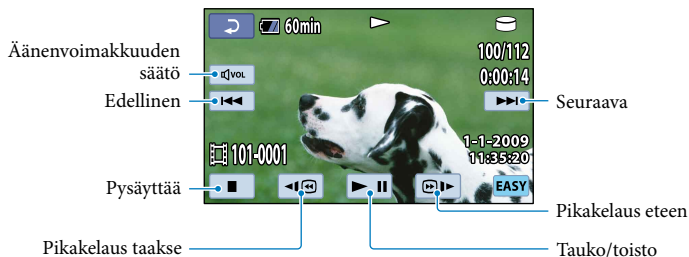 60min
100/112
0:00:14
Äänenvoimakkuuden
säätö
VOL
Edellinen
Seuraava
101-0001
1-1-2009
11:35:20
Pysäyttää
EASY
Pikakelaus eteen
Pikakelaus taakse
Tauko/toisto